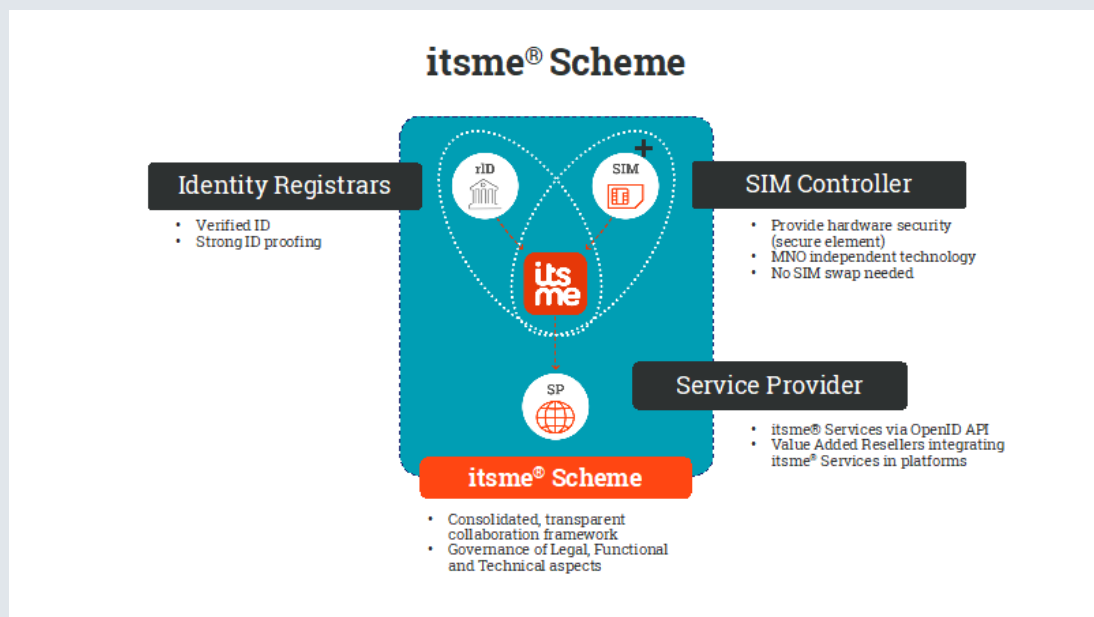 itsme® Scheme
rID
SIM
Identity Registrars
• Verified ID
• Strong ID proofing
SIM Controller
• Provide hardware security
(secure element)
• MNO independent technology
• No SIM swap needed
its
me
SP
Service Provider
• itsme® Services via OpenID API
• Value Added Resellers integrating
itsme® Services in platforms
itsme® Scheme
• Consolidated, transparent
collaboration framework
• Governance of Legal, Functional
and Technical aspects